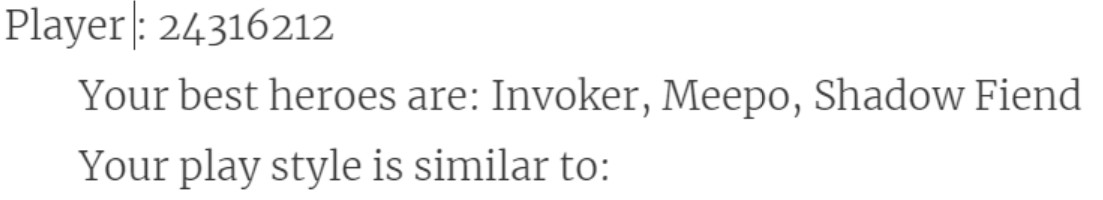 Player : 24316212
Your best heroes are: Invoker, Meepo, Shadow Fiend
Your play style is similar to: